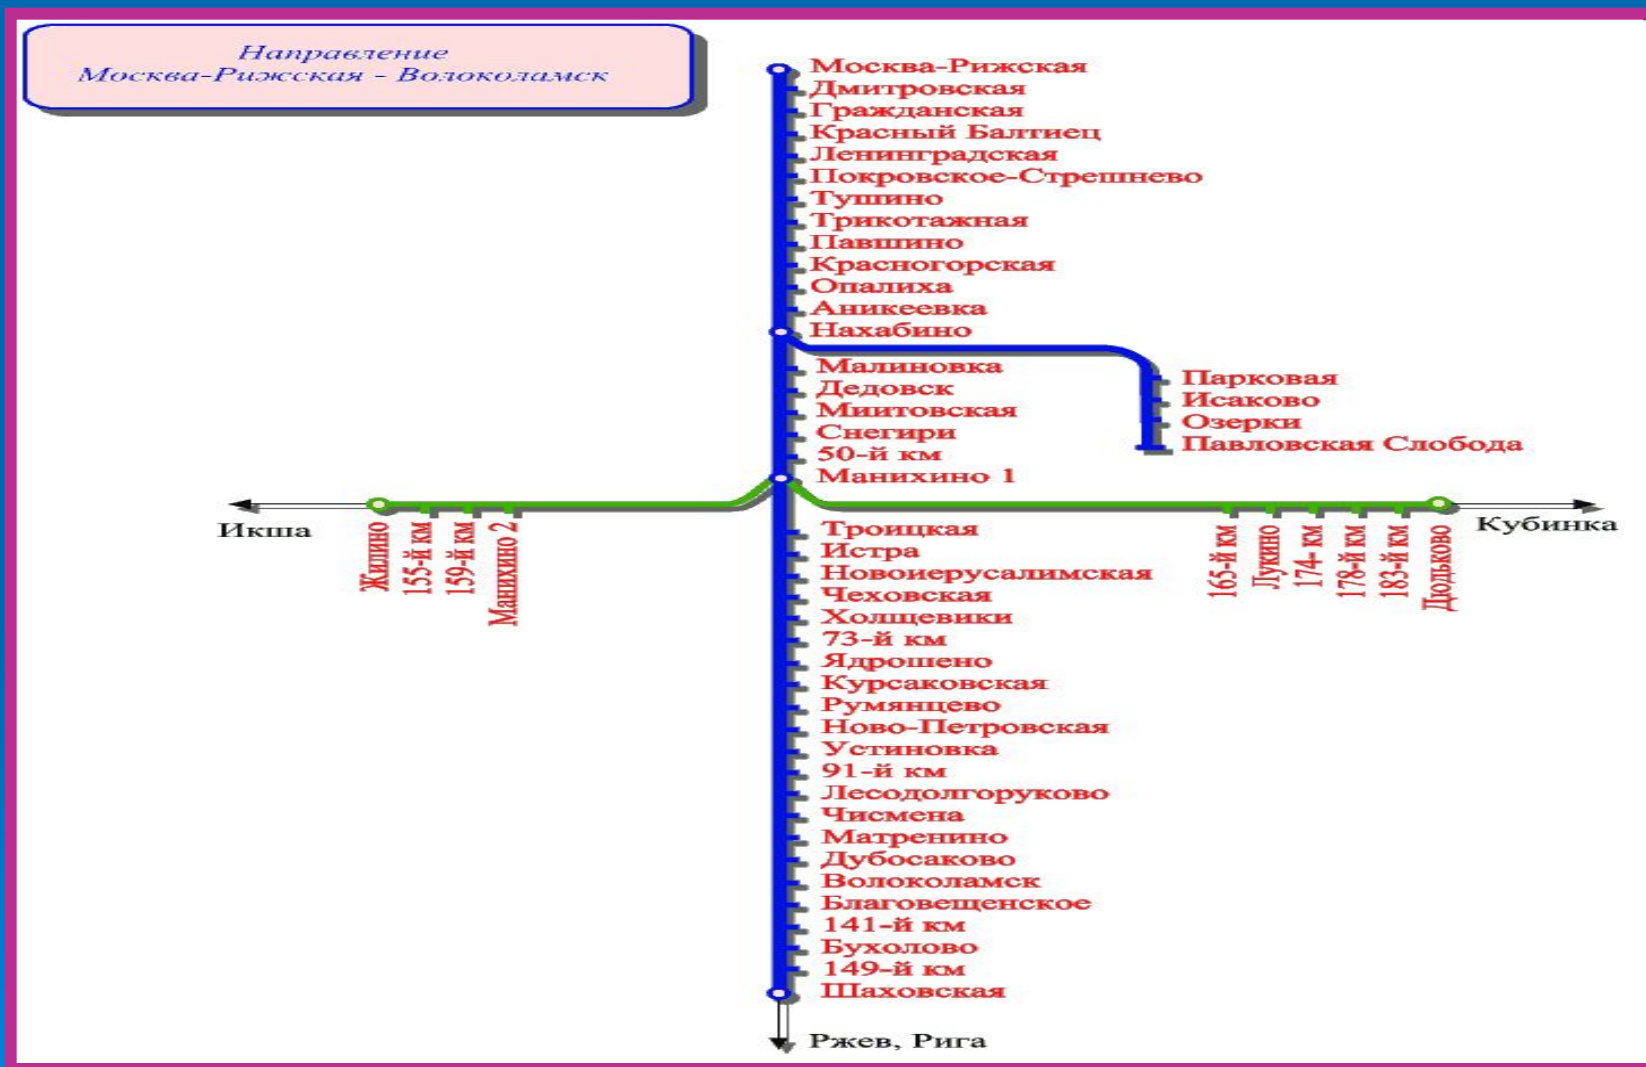 Направление
Москва-Рижсская - Волоколамск
Москва-Рижская
Дмитровская
Гражданская
Красный Балтиец
Ленинградская
Покровское-Стрешнево
Тушино
Трикотажная
Павшино
Красногорская
Опалиха
Аникеевка
Нахабино
Малиновка
Дедовск
Миитовская
Снегири
50-й км
Манихино 1
Парковая
Исаково
Озерки
Павловская Слобода
Икша
Жилино
155-й км
159-й км
Манихино 2
165-й км
Лукино
174- км
178-й км
183-й км
Дюдьково
Кубинка
Троицкая
Истра
Новоиерусалимская
Чеховская
Холщевики
73-й км
Ядрошено
Курсаковская
Румянцево
Ново-Петровская
Устиновка
91-й км
Лесодолгоруково
Чисмена
Матренино
Дубосаково
Волоколамск
Благовещенское
141-й км
Бухолово
149-й км
Шаховская
Ржев, Рига